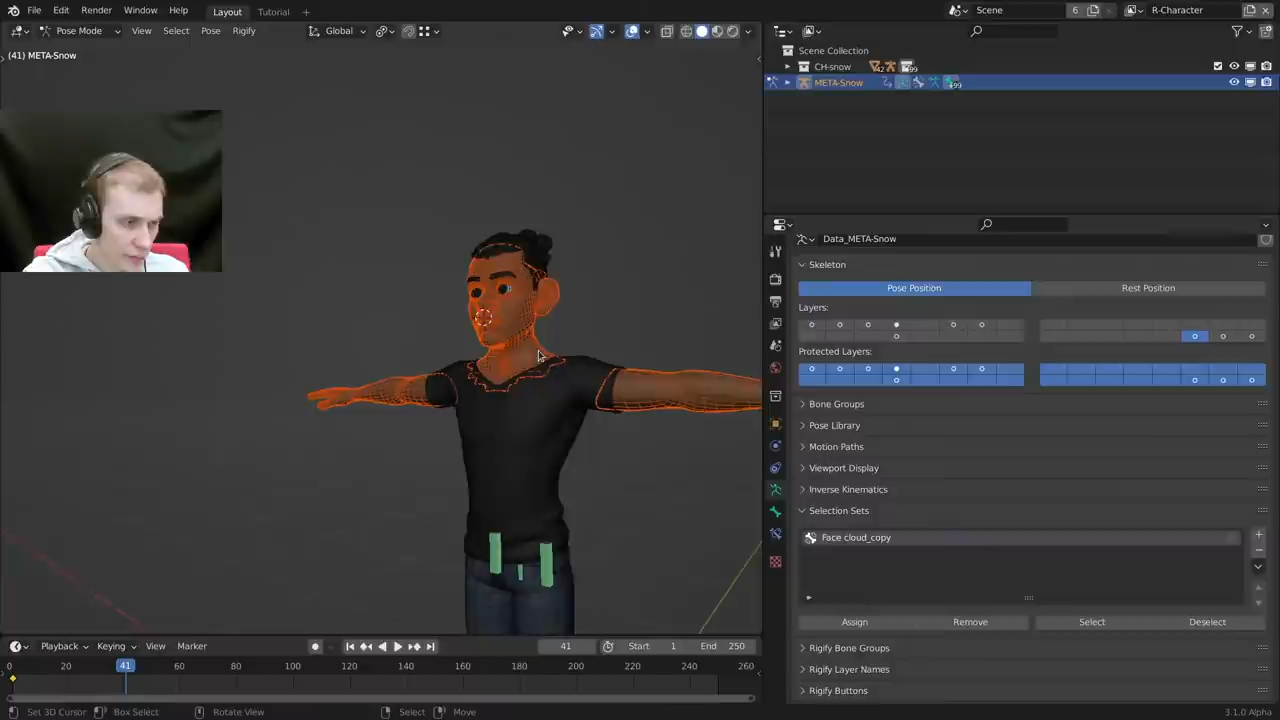 File Edit Render Window Help Layout Tutorial Scene 6 R-Character
Pose Mode View Select Pose Rigify Global
(41) META-Snow
Scene Collection
CH-snow 42 99
META-Snow 99
Data_META-Snow
Skeleton
Pose Position Rest Position
Layers:
Protected Layers:
Bone Groups
Pose Library
Motion Paths
Viewport Display
Inverse Kinematics
Selection Sets
Face cloud_copy
Assign Remove Select Deselect
Rigify Bone Groups
Rigify Layer Names
Rigify Buttons
Playback Keying View Marker 41 Start 1 End 250
0 20 41 60 80 100 120 140 160 180 200 220 240 260
Set 3D Cursor Box Select Rotate View Select Move 3.1.0 Alpha